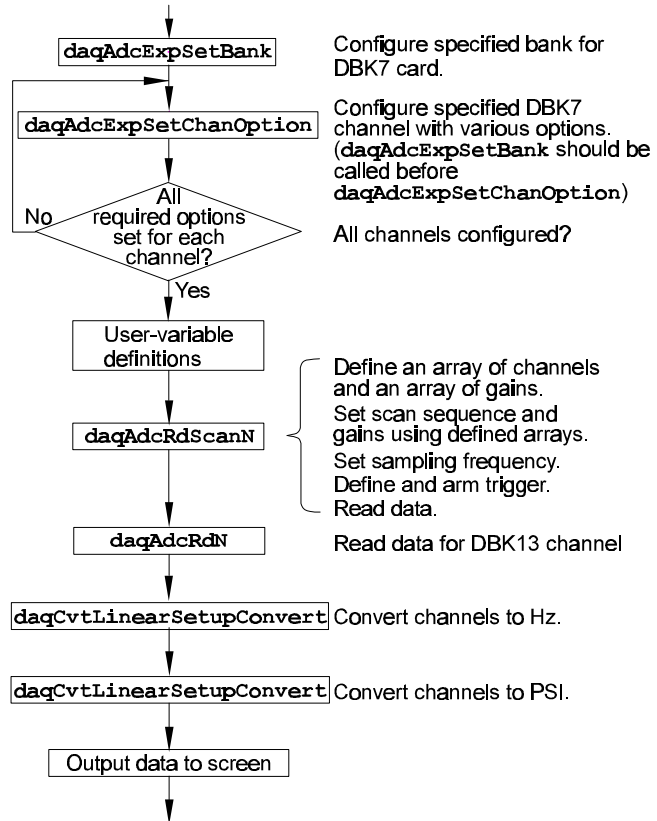 daqAdcExpSetBank
Configure specified bank for
DBK7 card.
daqAdcExpSetChanOption
Configure specified DBK7
channel with various options.
(daqAdcExpSetBank should be
called before
daqAdcExpSetChanOption)
No
All
required options
set for each
channel?
All channels configured?
Yes
User-variable
definitions
daqAdcRdScanN
Define an array of channels
and an array of gains.
Set scan sequence and
gains using defined arrays.
Set sampling frequency.
Define and arm trigger.
Read data.
daqAdcRdN
Read data for DBK13 channel
daqCvtLinearSetupConvert
Convert channels to Hz.
daqCvtLinearSetupConvert
Convert channels to PSI.
Output data to screen